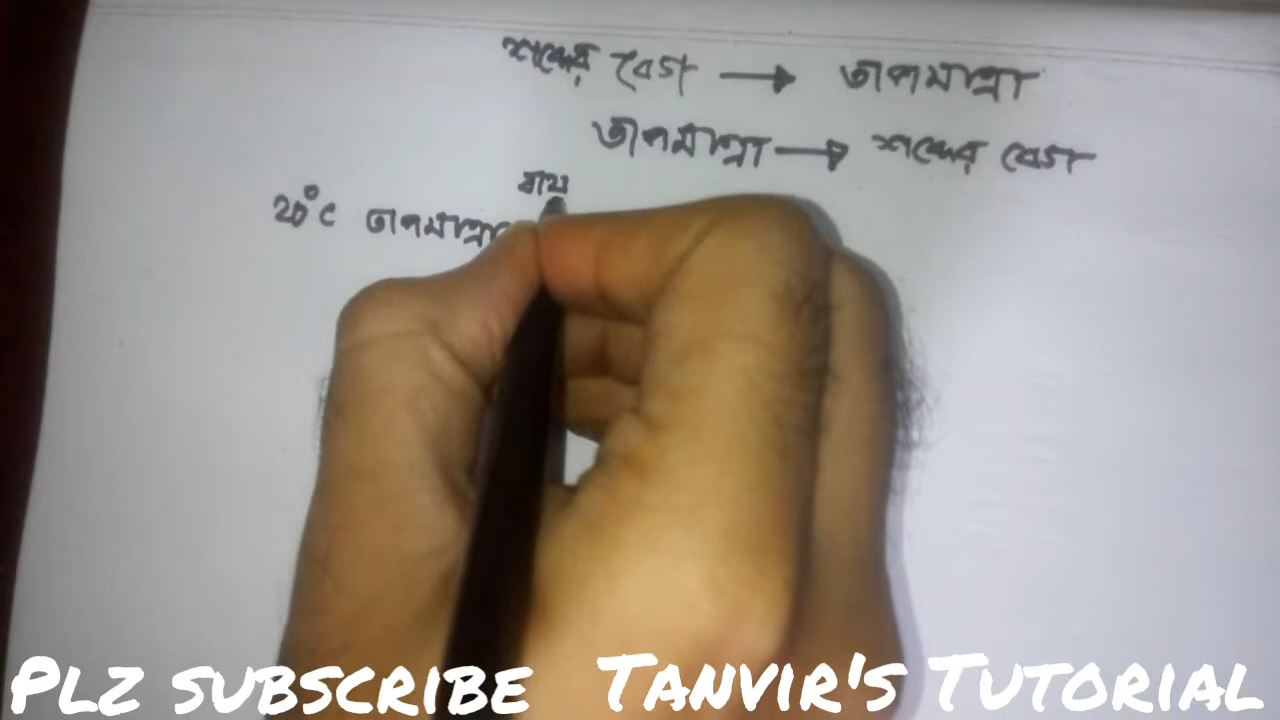 শব্দের বেগ → তাপমাত্রা
তাপমাত্রা → শব্দের বেগ
বায়ু
20°C তাপমাত্রায়
PLZ SUBSCRIBE TANVIR'S TUTORIAL